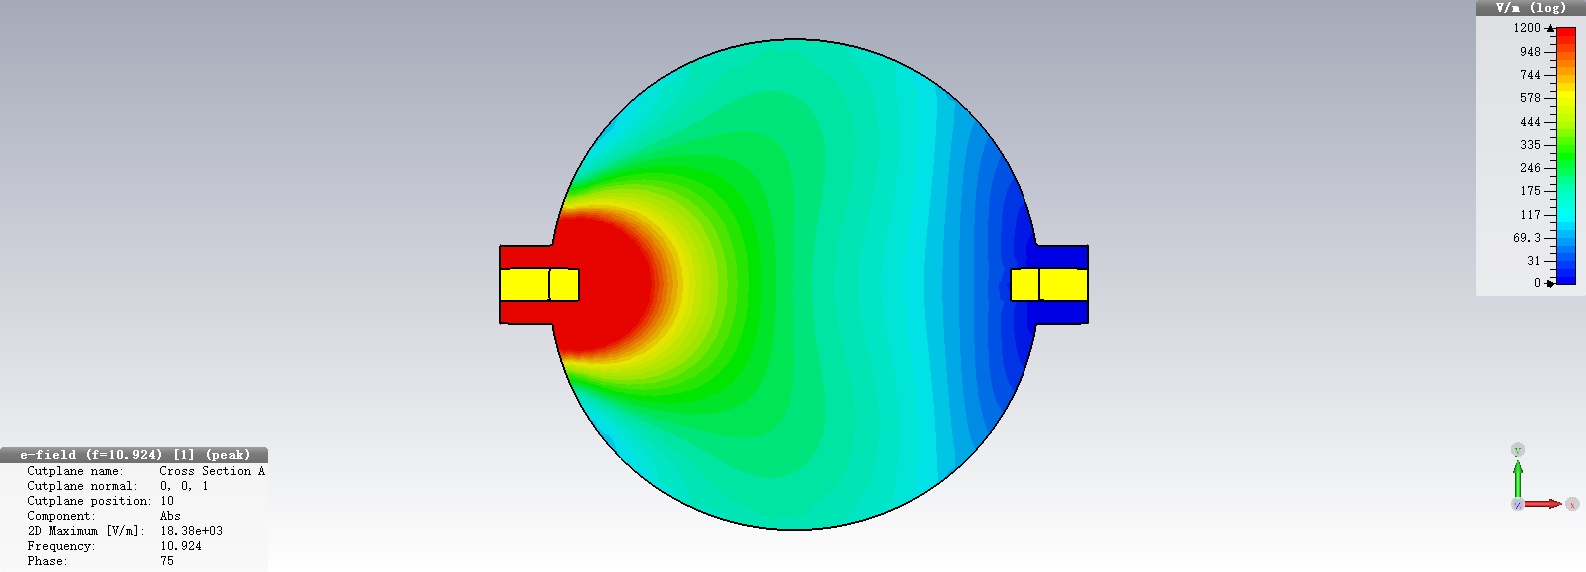 V/m (log)
1200
948
744
578
444
335
246
175
117
69.3
31
0
e-field (f=10.924) [1] (peak)
Cutplane name: Cross Section A
Cutplane normal: 0, 0, 1
Cutplane position: 10
Component: Abs
2D Maximum [V/m]: 18.38e+03
Frequency: 10.924
Phase: 75
Y
Z
X